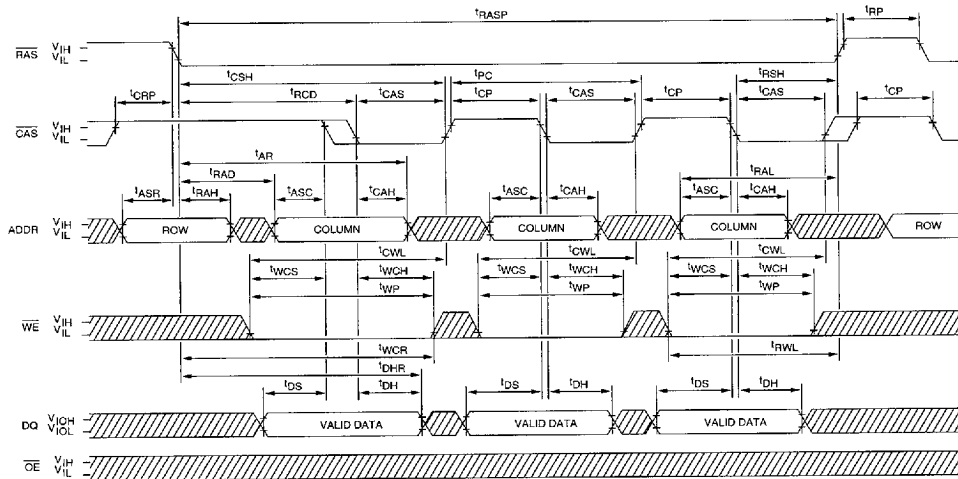 tRASP tRP
RAS VIH
VIL
tCSH tPC tRSH
tCRP tRCD tCAS tCP tCAS tCP tCAS tCP
CAS VIH
VIL
tAR
tRAD tRAL
tASR tRAH tASC tCAH tASC tCAH tASC tCAH
ADDR VIH
VIL
ROW COLUMN COLUMN COLUMN ROW
tCWL tCWL tCWL
tWCS tWCH tWCS tWCH tWCS tWCH
tWP tWP tWP
WE VIH
VIL
tWCR tRWL
tDHR
tDS tDH tDS tDH tDS tDH
DQ VIOH
VIOL
VALID DATA VALID DATA VALID DATA
OE VIH
VIL